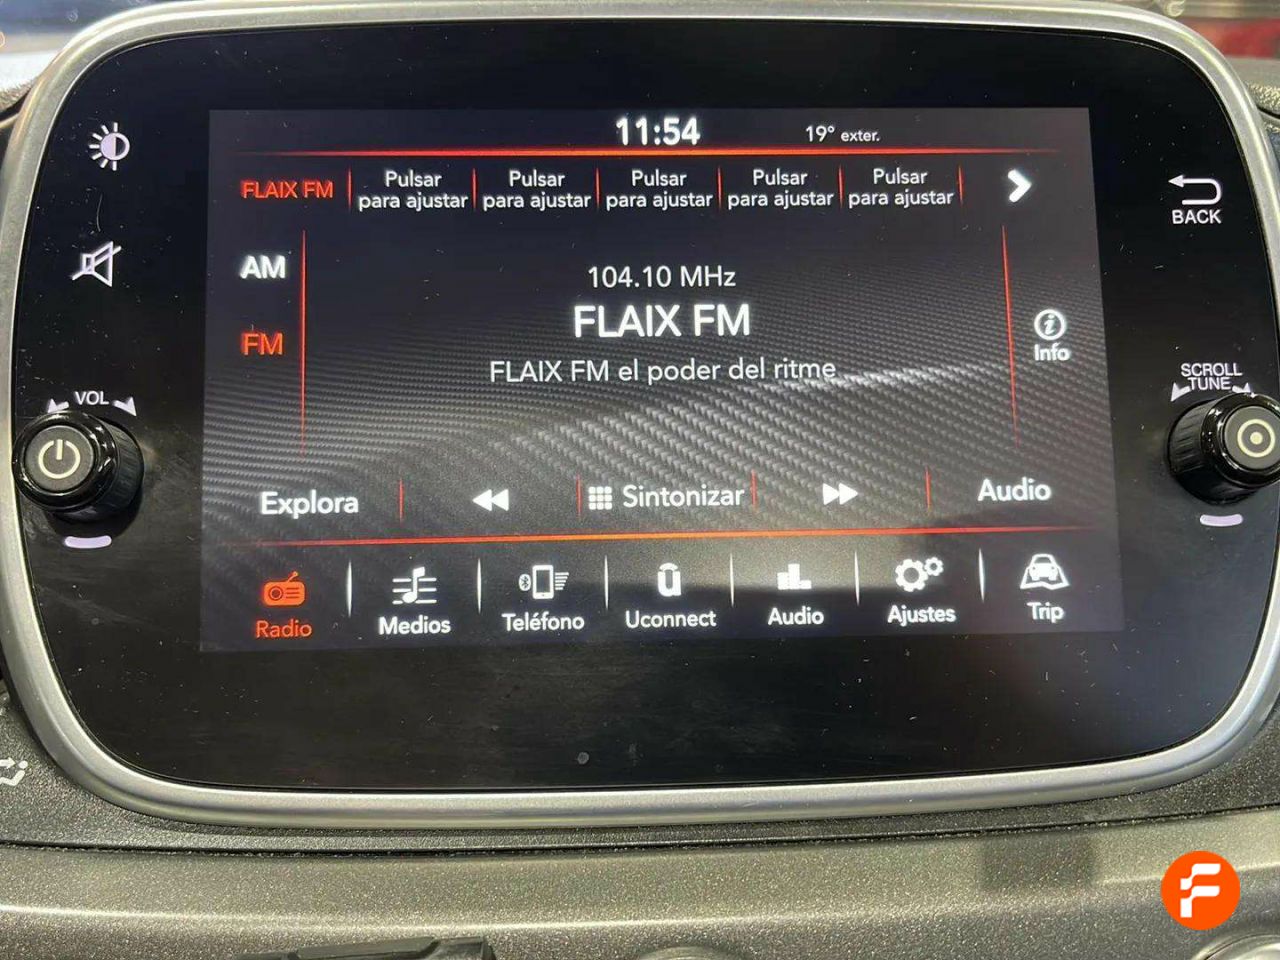 11:54
19° exter.
FLAIX FM
Pulsar
para ajustar
Pulsar
para ajustar
Pulsar
para ajustar
Pulsar
para ajustar
Pulsar
para ajustar
BACK
AM
104.10 MHz
FLAIX FM
FM
Info
FLAIX FM el poder del ritme
VOL
SCROLL
TUNE
Explora
Sintonizar
Audio
Radio
Medios
Teléfono
Uconnect
Audio
Ajustes
Trip